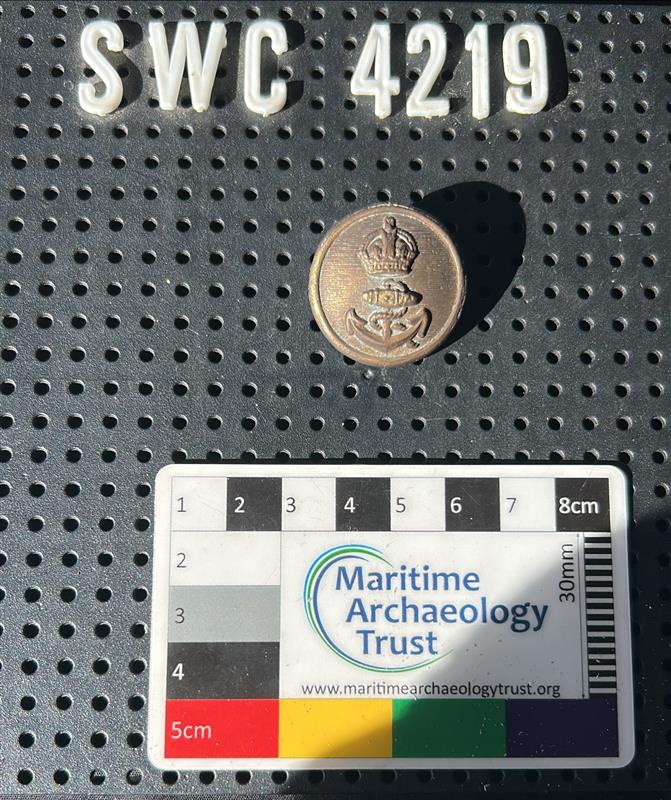 SWC 4219
1 2 3 4 5 6 7 8cm
2
3
4
5cm
30mm
Maritime
Archaeology
Trust
www.maritimearchaeologytrust.org